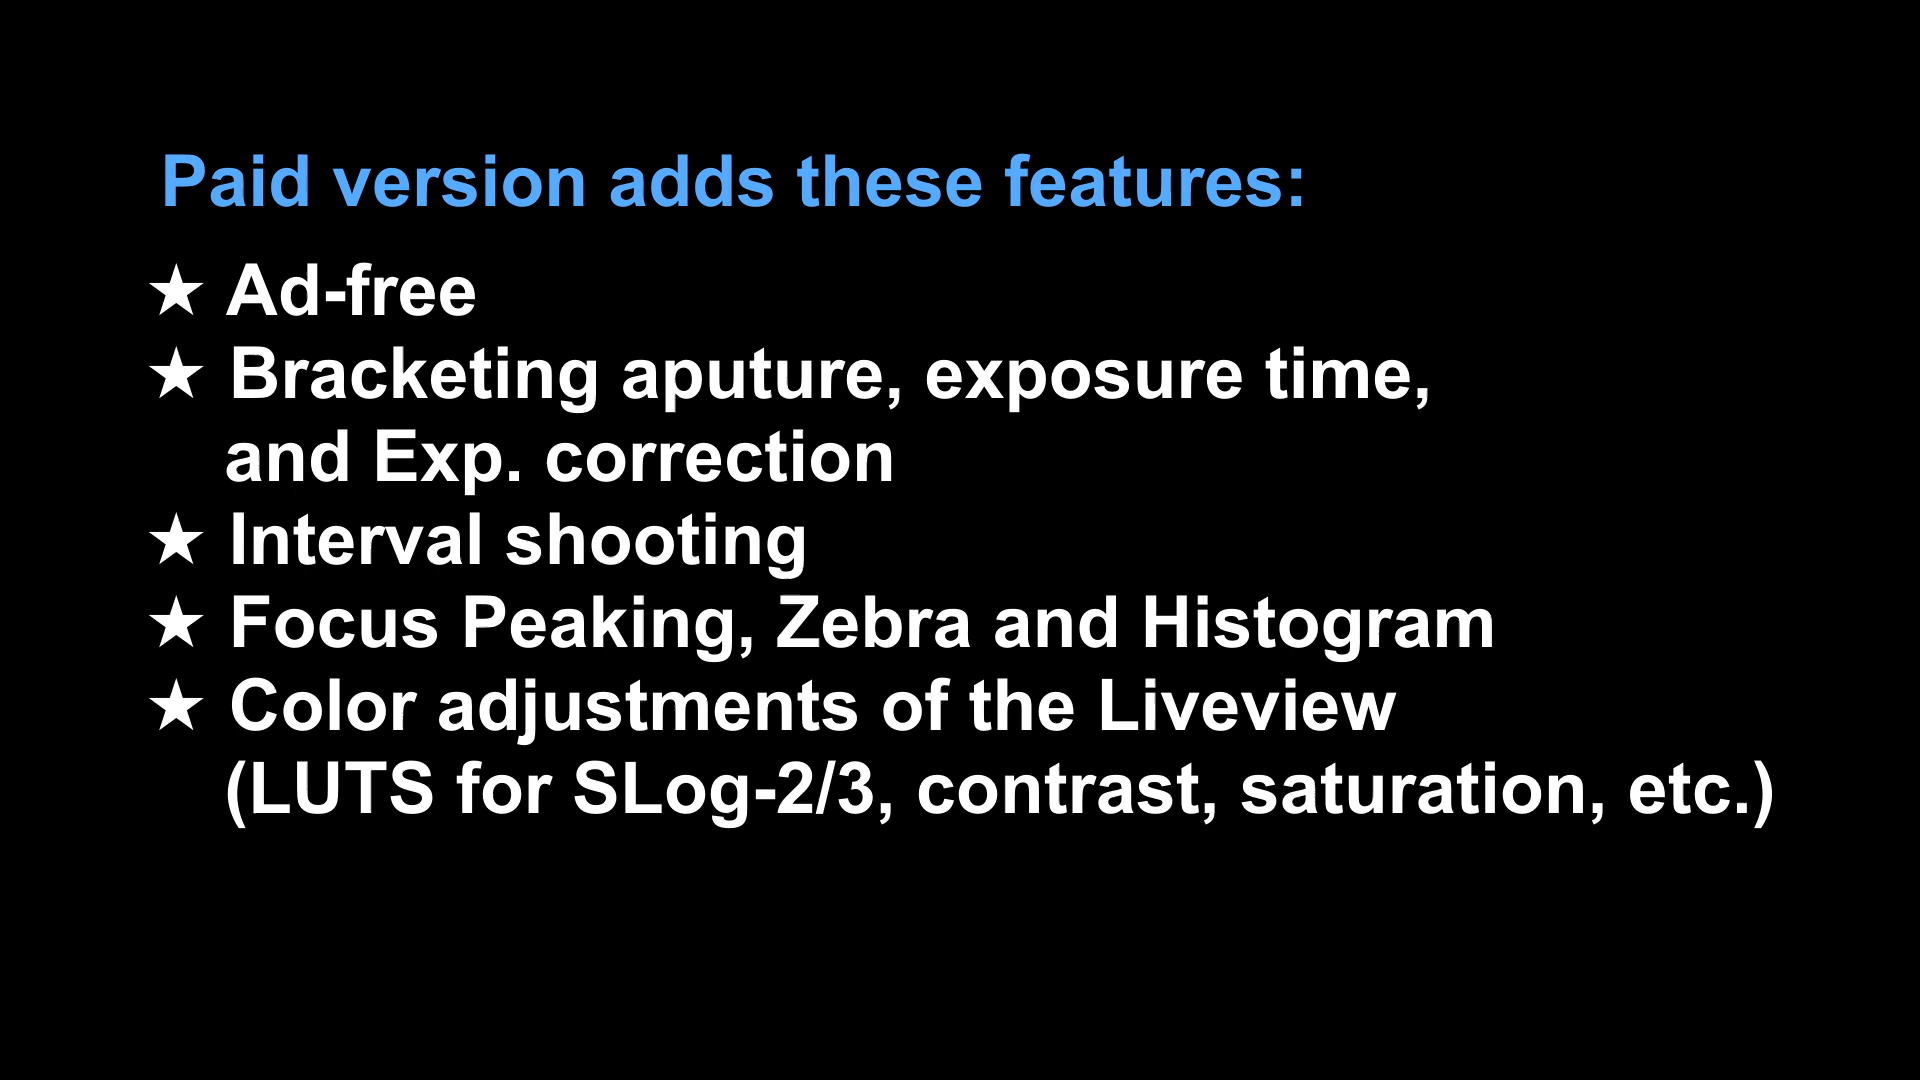 Paid version adds these features:
★ Ad-free
★ Bracketing aputure, exposure time,
and Exp. correction
★ Interval shooting
★ Focus Peaking, Zebra and Histogram
★ Color adjustments of the Liveview
(LUTS for SLog-2/3, contrast, saturation, etc.)